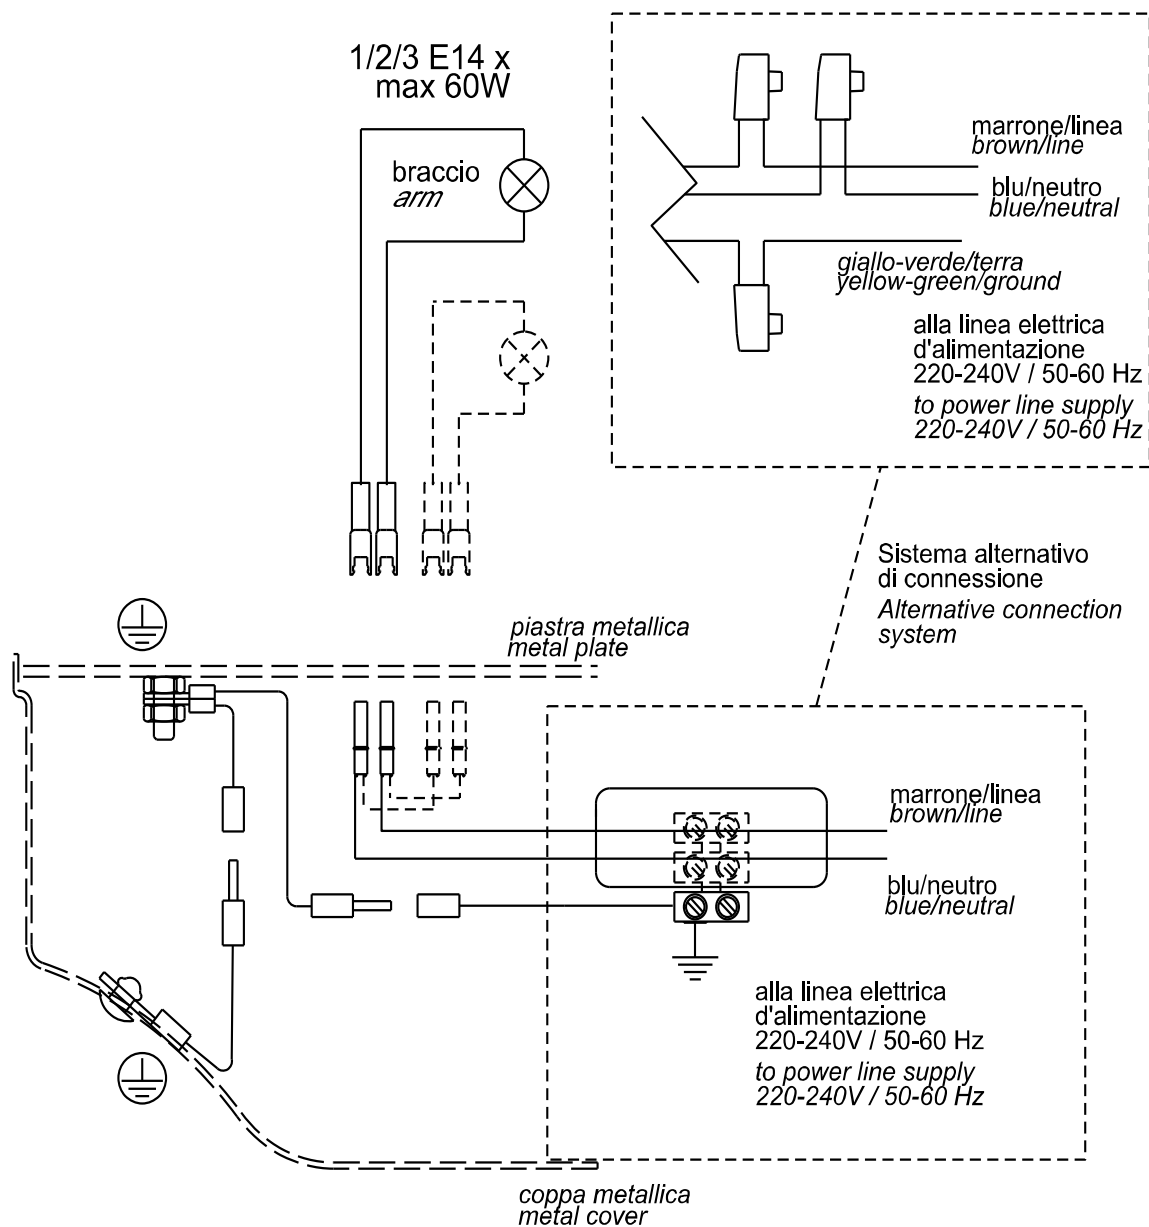 1/2/3 E14 x
max 60W
braccio
arm
marrone/linea
brown/line
blu/neutro
blue/neutral
giallo-verde/terra
yellow-green/ground
alla linea elettrica
d'alimentazione
220-240V / 50-60 Hz
to power line supply
220-240V / 50-60 Hz
Sistema alternativo
di connessione
Alternative connection
system
piastra metallica
metal plate
marrone/linea
brown/line
blu/neutro
blue/neutral
alla linea elettrica
d'alimentazione
220-240V / 50-60 Hz
to power line supply
220-240V / 50-60 Hz
coppa metallica
metal cover